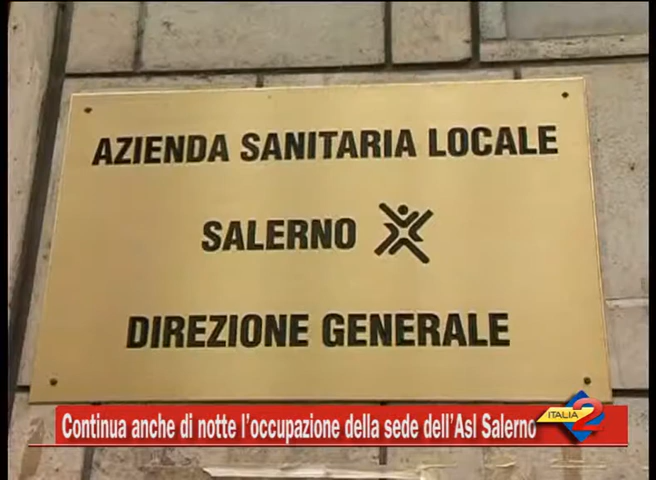 AZIENDA SANITARIA LOCALE
SALERNO
DIREZIONE GENERALE
Continua anche di notte l'occupazione della sede dell'Asl Salerno
ITALIA 2